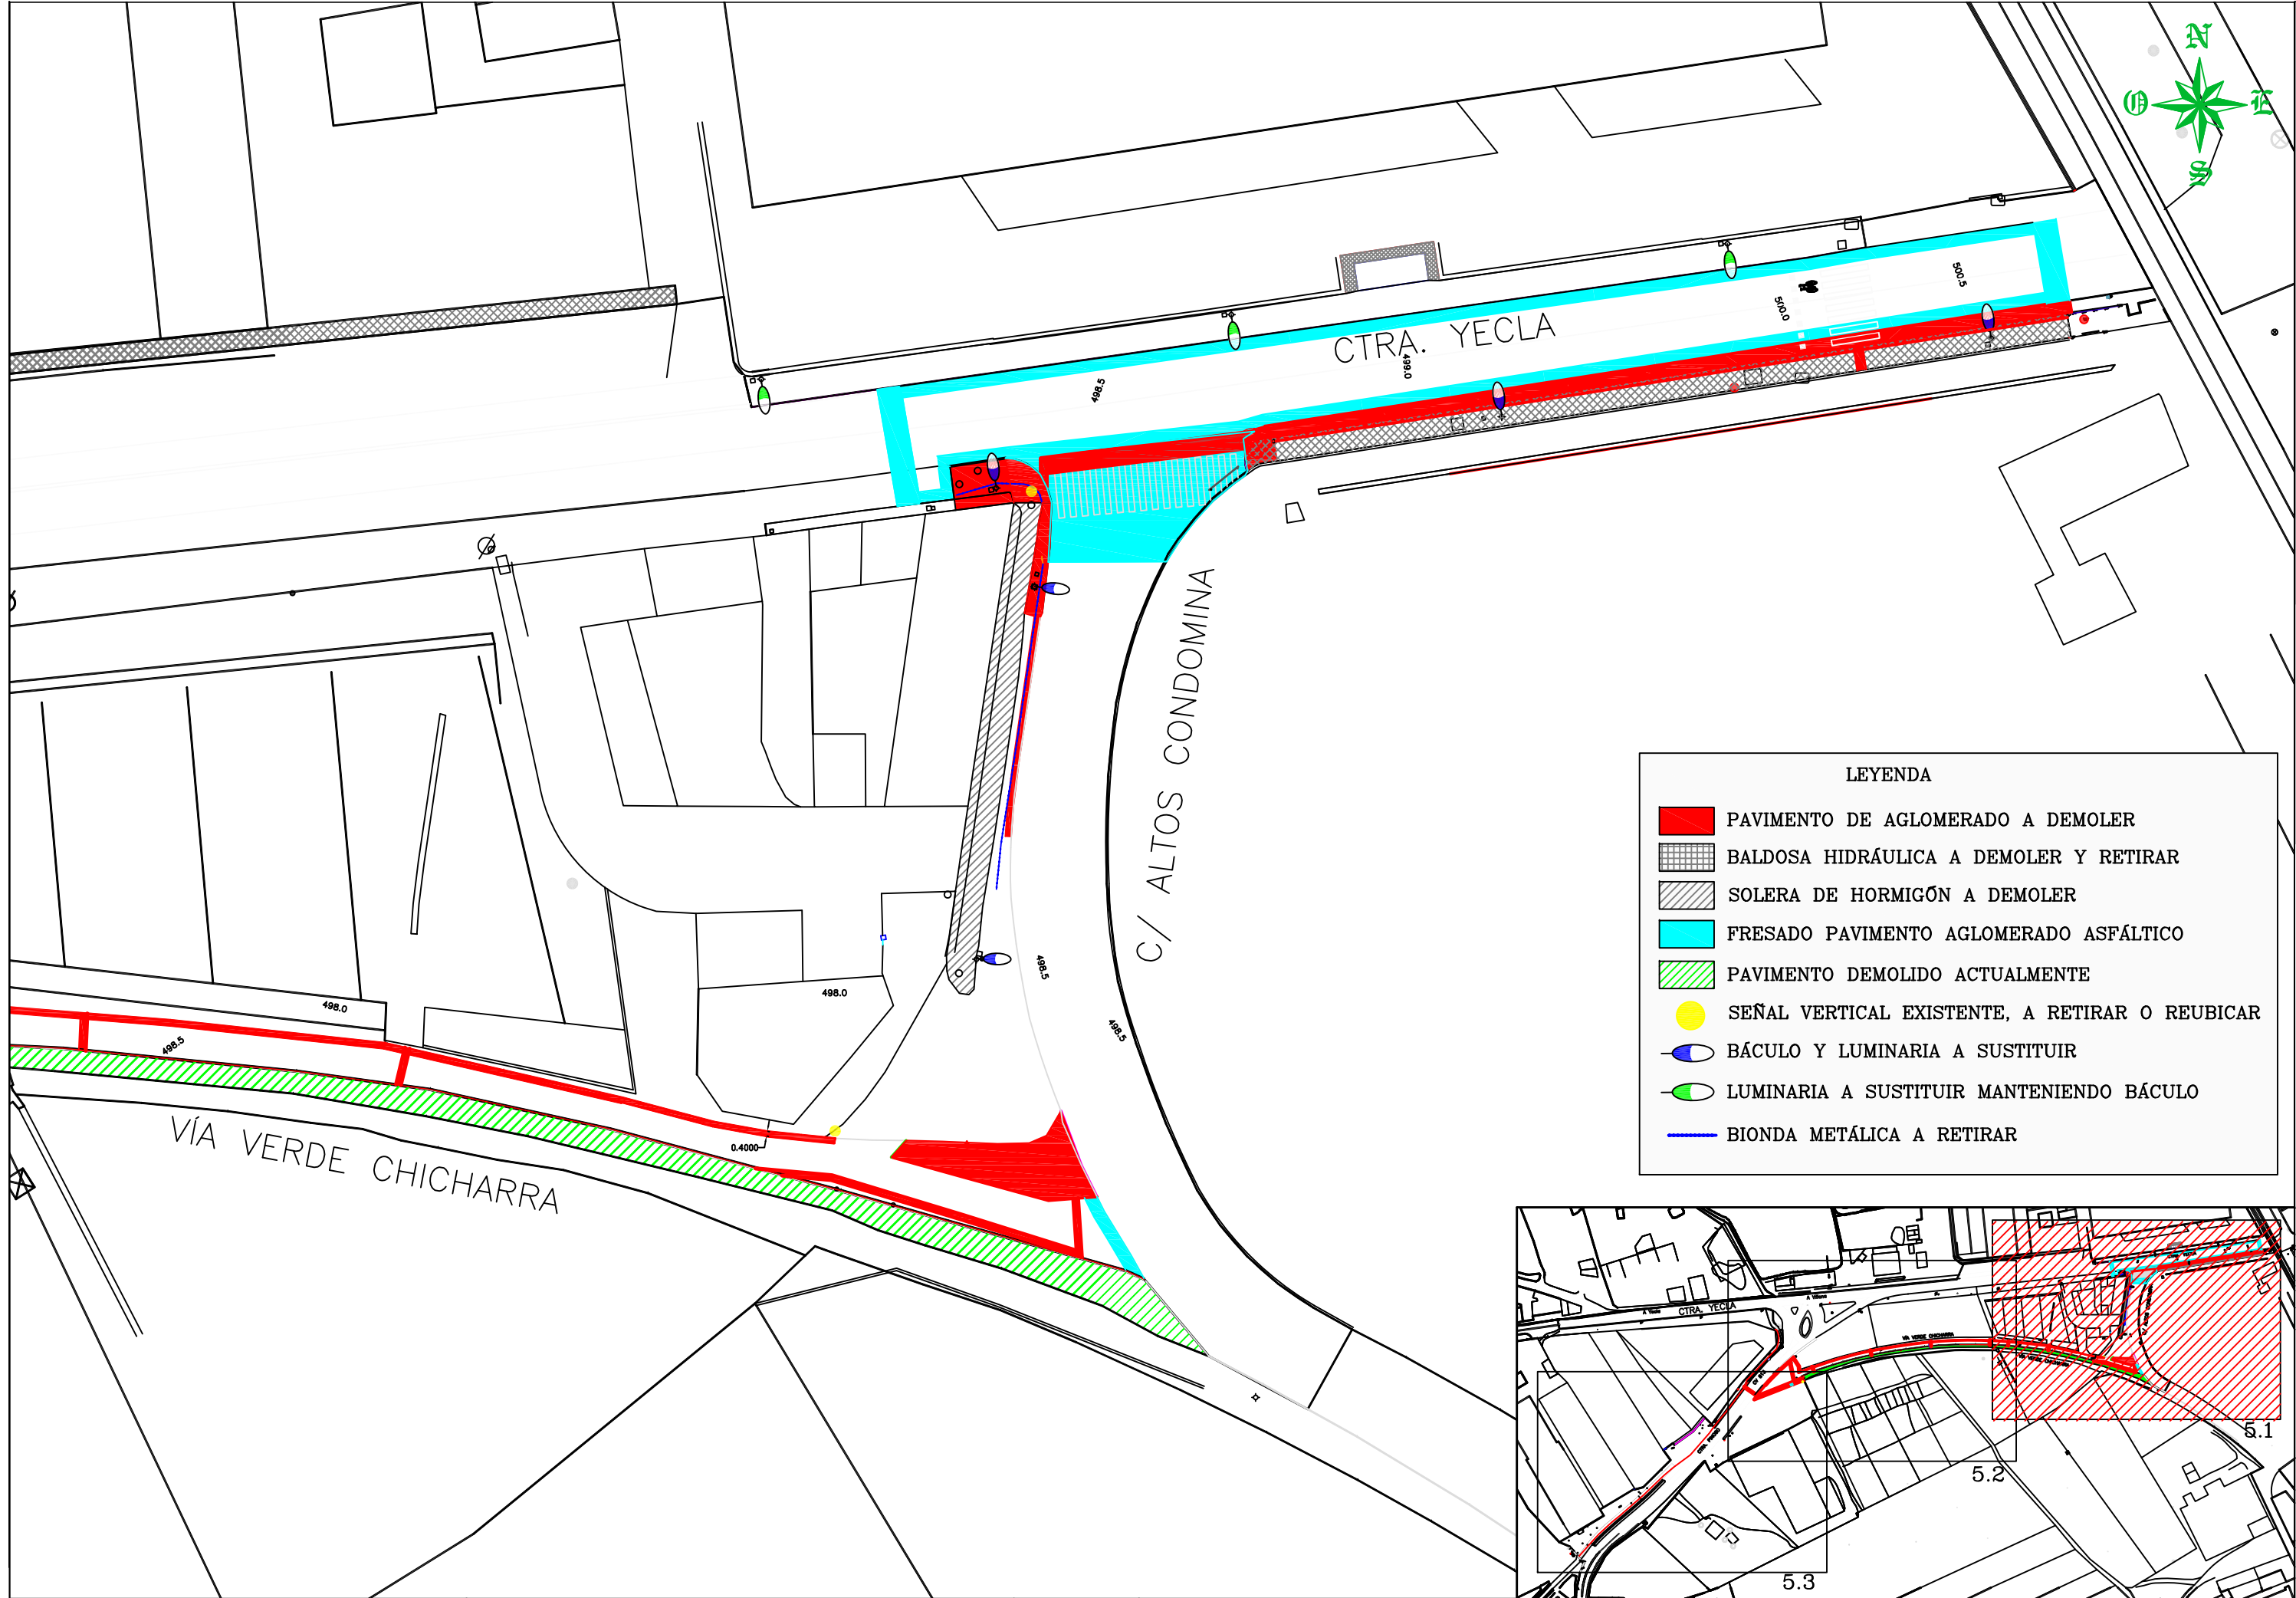 N
O
E
S
CTRA. YECLA
500.5
500.0
499.0
498.5
C/ ALTOS CONDOMINA
498.5
498.5
498.0
498.0
498.5
0.4000
VÍA VERDE CHICHARRA
LEYENDA
PAVIMENTO DE AGLOMERADO A DEMOLER
BALDOSA HIDRÁULICA A DEMOLER Y RETIRAR
SOLERA DE HORMIGÓN A DEMOLER
FRESADO PAVIMENTO AGLOMERADO ASFÁLTICO
PAVIMENTO DEMOLIDO ACTUALMENTE
SEÑAL VERTICAL EXISTENTE, A RETIRAR O REUBICAR
BÁCULO Y LUMINARIA A SUSTITUIR
LUMINARIA A SUSTITUIR MANTENIENDO BÁCULO
BIONDA METÁLICA A RETIRAR
CTRA. YECLA
VÍA VERDE CHICHARRA
5.1
5.2
5.3